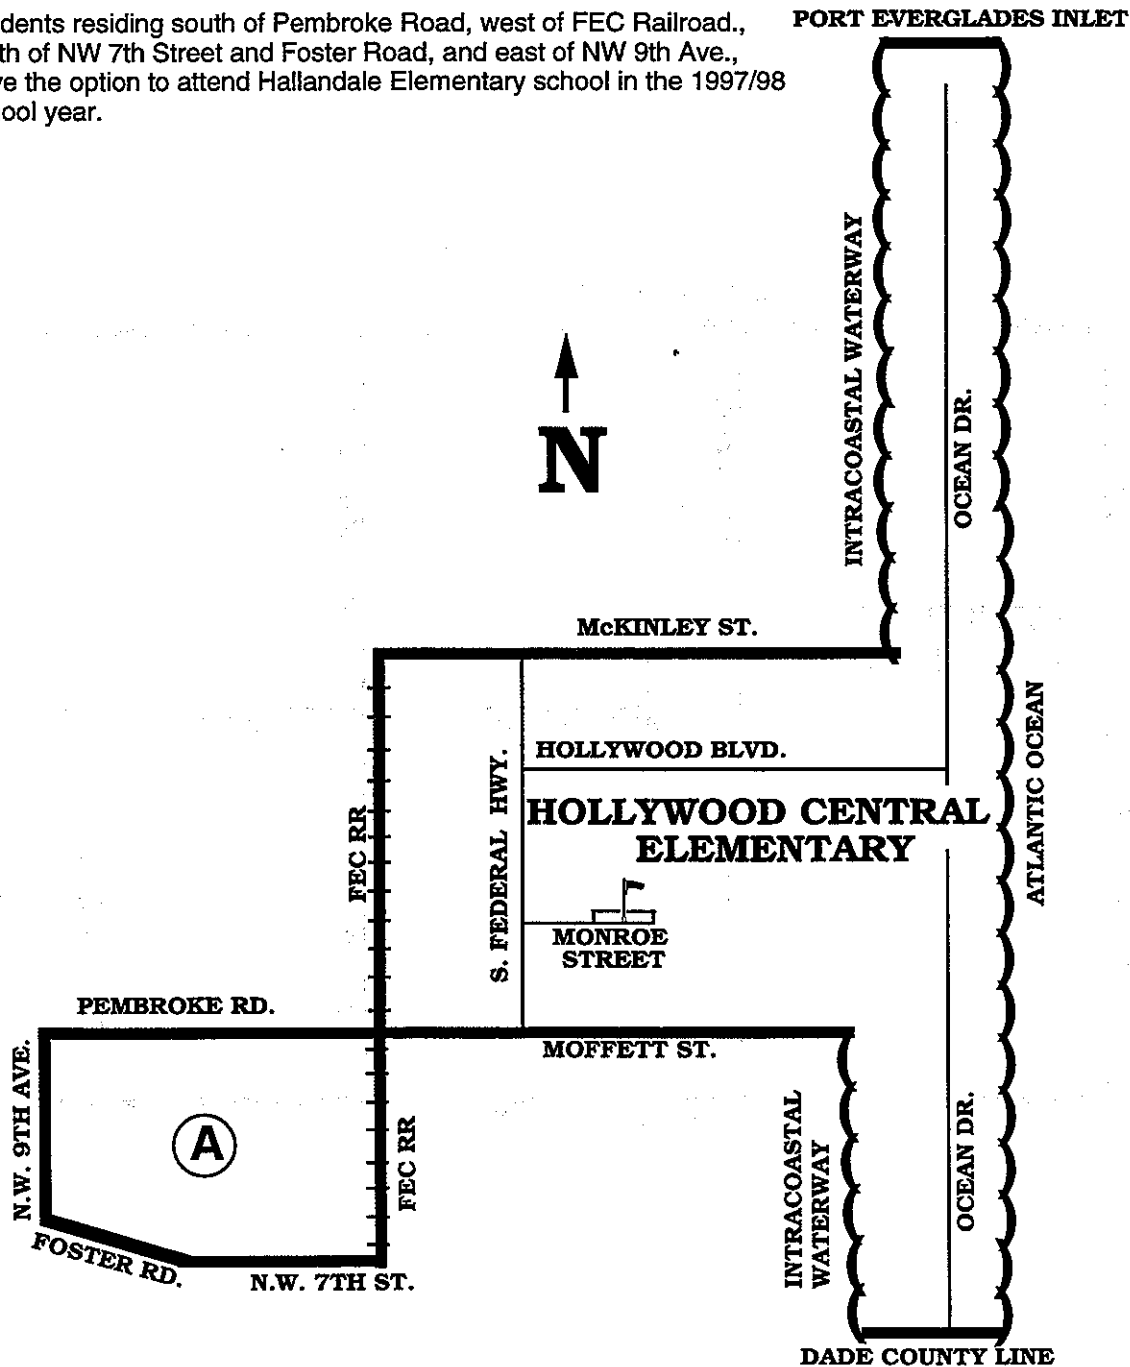 dents residing south of Pembroke Road, west of FEC Railroad.,
th of NW 7th Street and Foster Road, and east of NW 9th Ave.,
ve the option to attend Hallandale Elementary school in the 1997/98
ool year.
PORT EVERGLADES INLET
INTRACOASTAL WATERWAY
OCEAN DR.
N
McKINLEY ST.
HOLLYWOOD BLVD.
HOLLYWOOD CENTRAL
ELEMENTARY
ATLANTIC OCEAN
FEC RR
S. FEDERAL HWY.
MONROE
STREET
PEMBROKE RD.
MOFFETT ST.
N.W. 9TH AVE.
A
FEC RR
INTRACOASTAL
WATERWAY
OCEAN DR.
FOSTER RD.
N.W. 7TH ST.
DADE COUNTY LINE